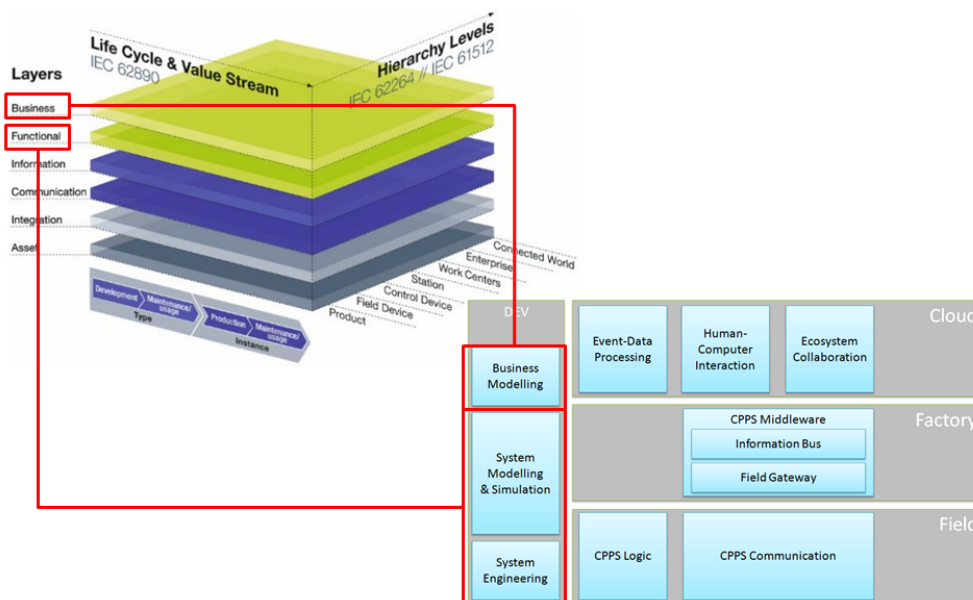 Life Cycle & Value Stream
IEC 62890
Hierarchy Levels
IEC 62264 // IEC 61512
Layers
Business
Functional
Information
Communication
Integration
Asset
Development
Maintenance/
usage
Production
Maintenance/
usage
Type
Instance
Connected World
Enterprise
Work Centers
Station
Control Device
Field Device
Product
DEV
Business
Modelling
System
Modelling
& Simulation
System
Engineering
Cloud
Event-Data
Processing
Human-
Computer
Interaction
Ecosystem
Collaboration
Factory
CPPS Middleware
Information Bus
Field Gateway
Field
CPPS Logic
CPPS Communication